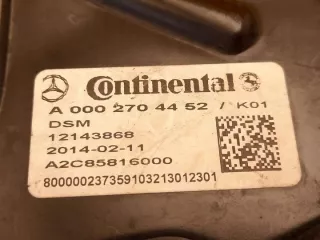 Continental
A 000 270 44 52 / K01
DSM
12143868
2014-02-11
A2C85816000
800000237359103213012301